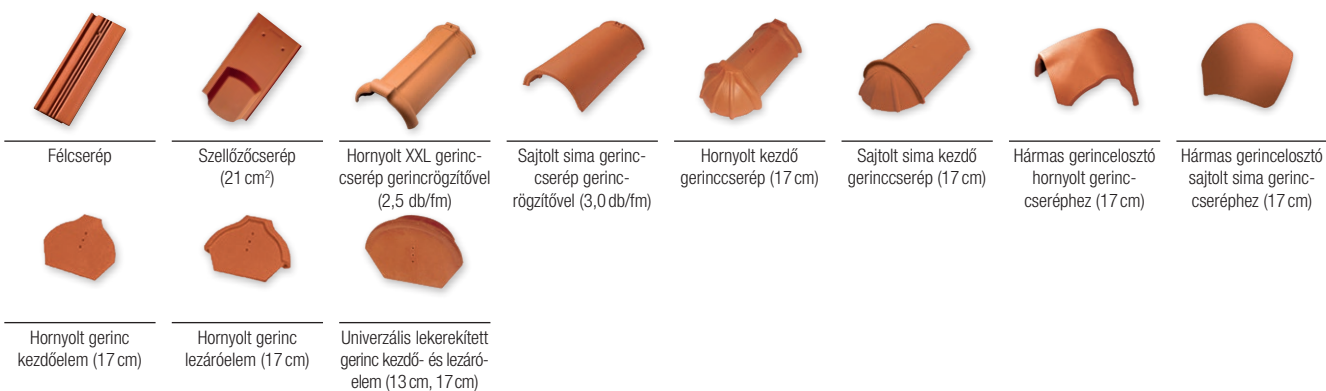 Félcserép
Szellőzőcserép
(21 cm²)
Hornyolt XXL gerinc-
cserép gerincrögzítővel
(2,5 db/fm)
Sajtolt sima gerinc-
cserép gerinc-
rögzítővel (3,0 db/fm)
Hornyolt kezdő
gerinccserép (17 cm)
Sajtolt sima kezdő
gerinccserép (17 cm)
Hármas gerincelosztó
hornyolt gerinc-
cseréphez (17 cm)
Hármas gerincelosztó
sajtolt sima gerinc-
cseréphez (17 cm)
Hornyolt gerinc
kezdőelem (17 cm)
Hornyolt gerinc
lezáróelem (17 cm)
Univerzális lekerekített
gerinc kezdő- és lezáró-
elem (13 cm, 17 cm)